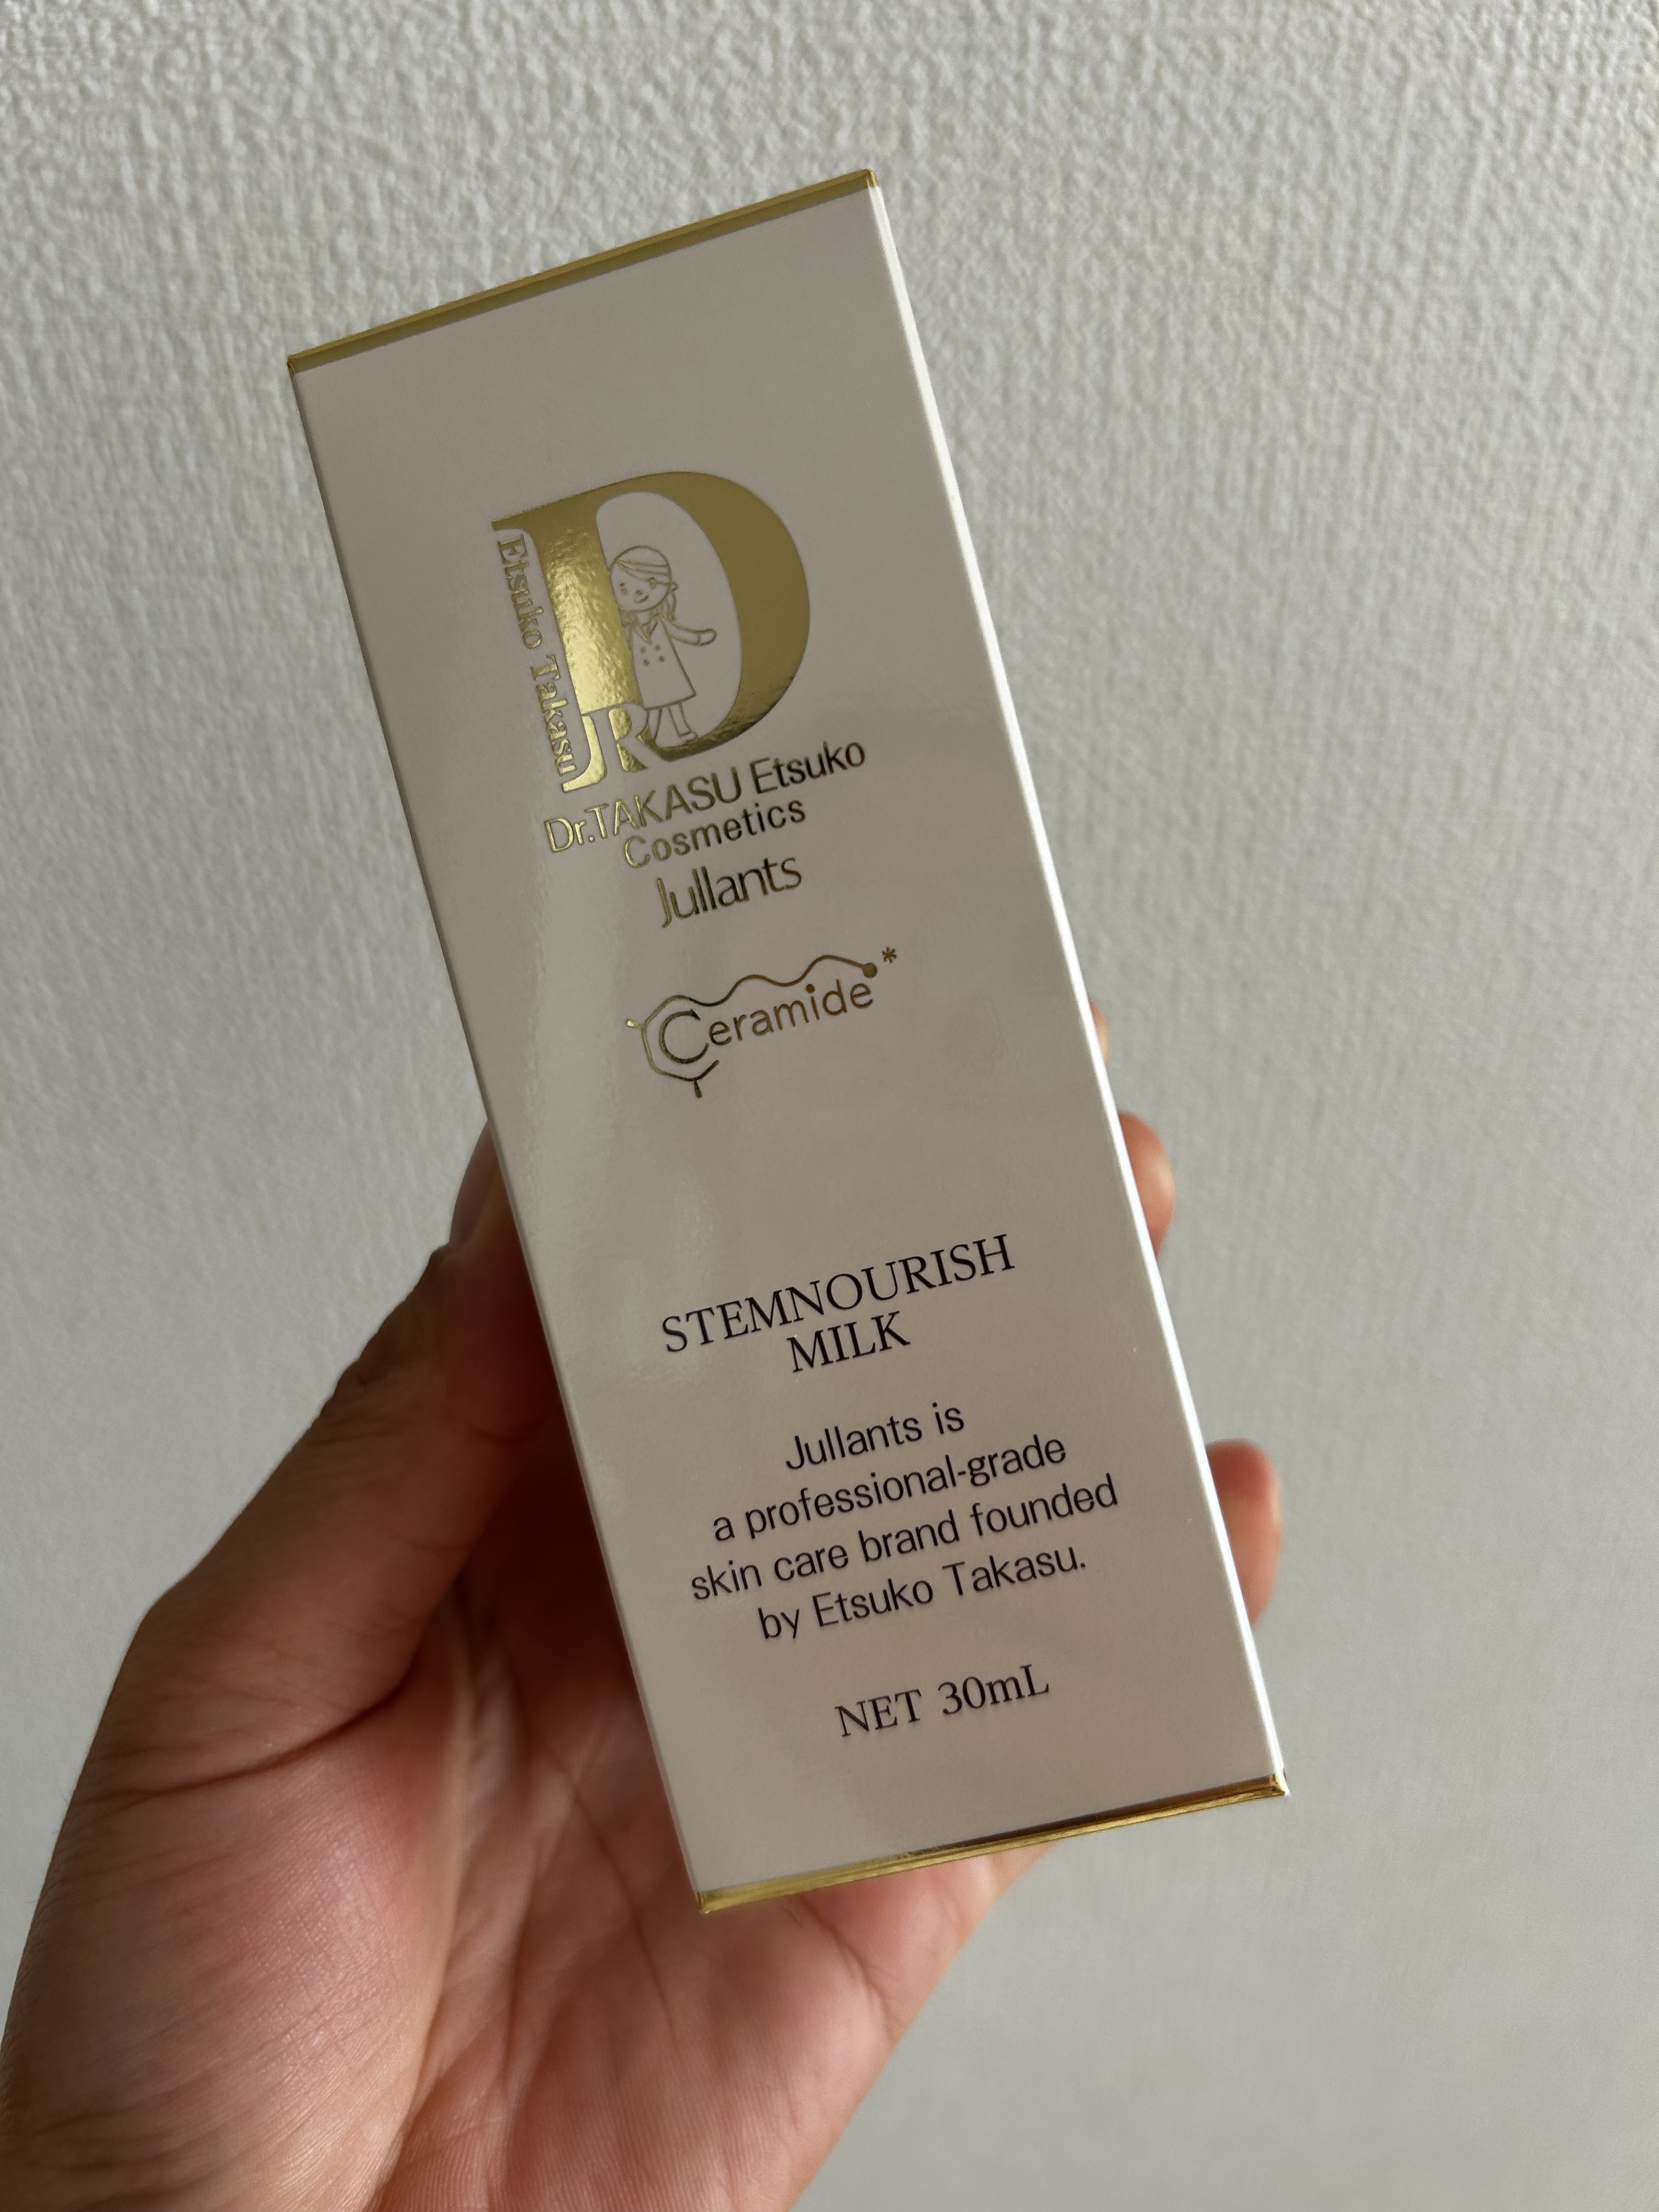 Etsuko Takasu
DR
Dr.TAKASU Etsuko
Cosmetics
Jullants
Ceramide*
STEMNOURISH
MILK
Jullants is
a professional-grade
skin care brand founded
by Etsuko Takasu.
NET 30mL